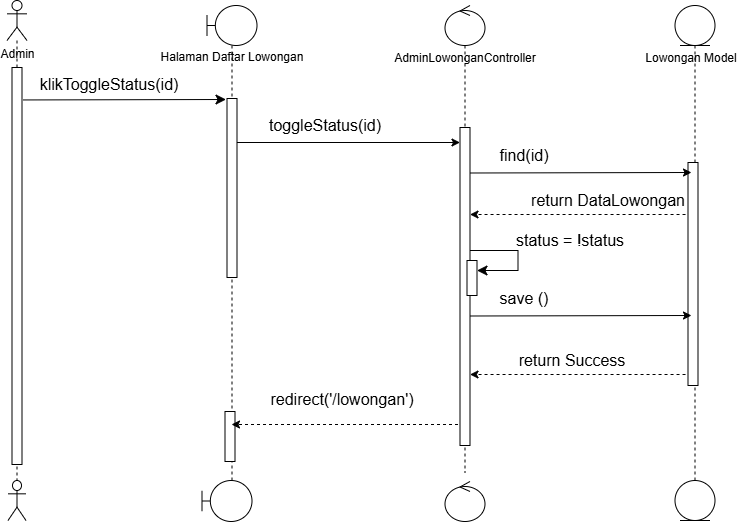 Admin
Halaman Daftar Lowongan
AdminLowonganController
Lowongan Model
klikToggleStatus(id)
toggleStatus(id)
find(id)
return DataLowongan
status = !status
save ()
return Success
redirect('/lowongan')